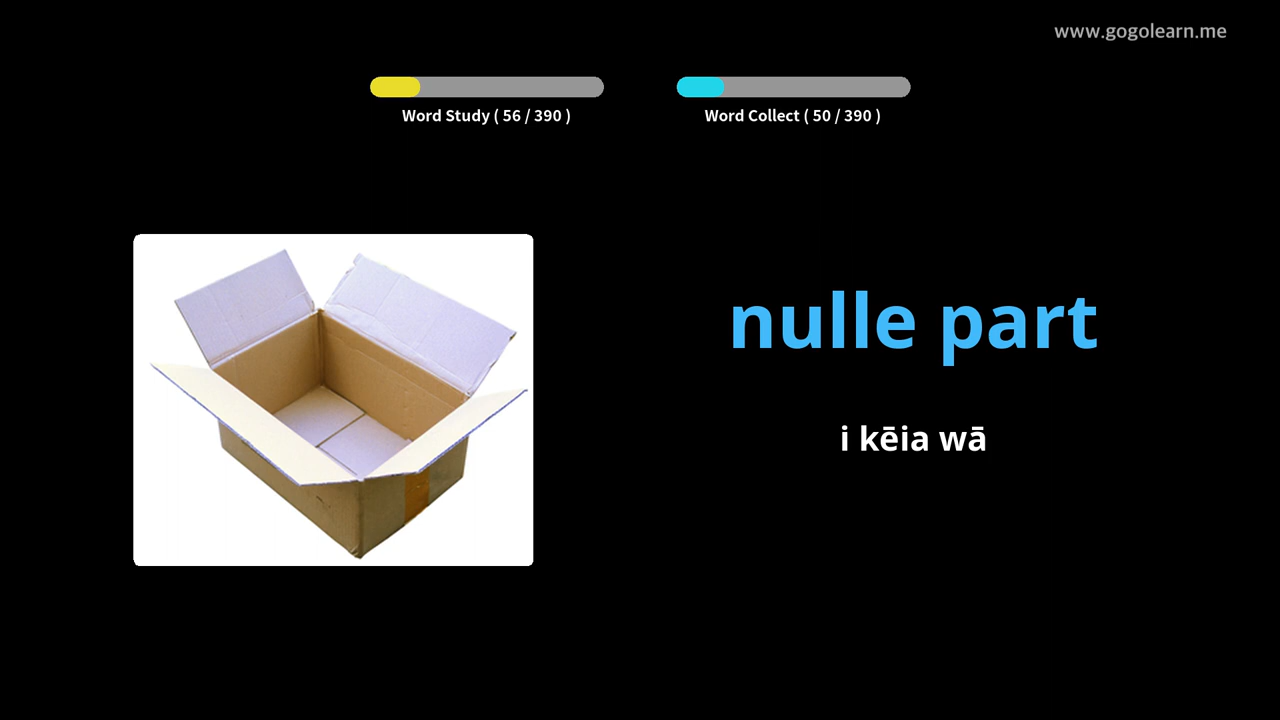 www.gogolearn.me
Word Study ( 56 / 390 )
Word Collect ( 50 / 390 )
nulle part
i kēia wā